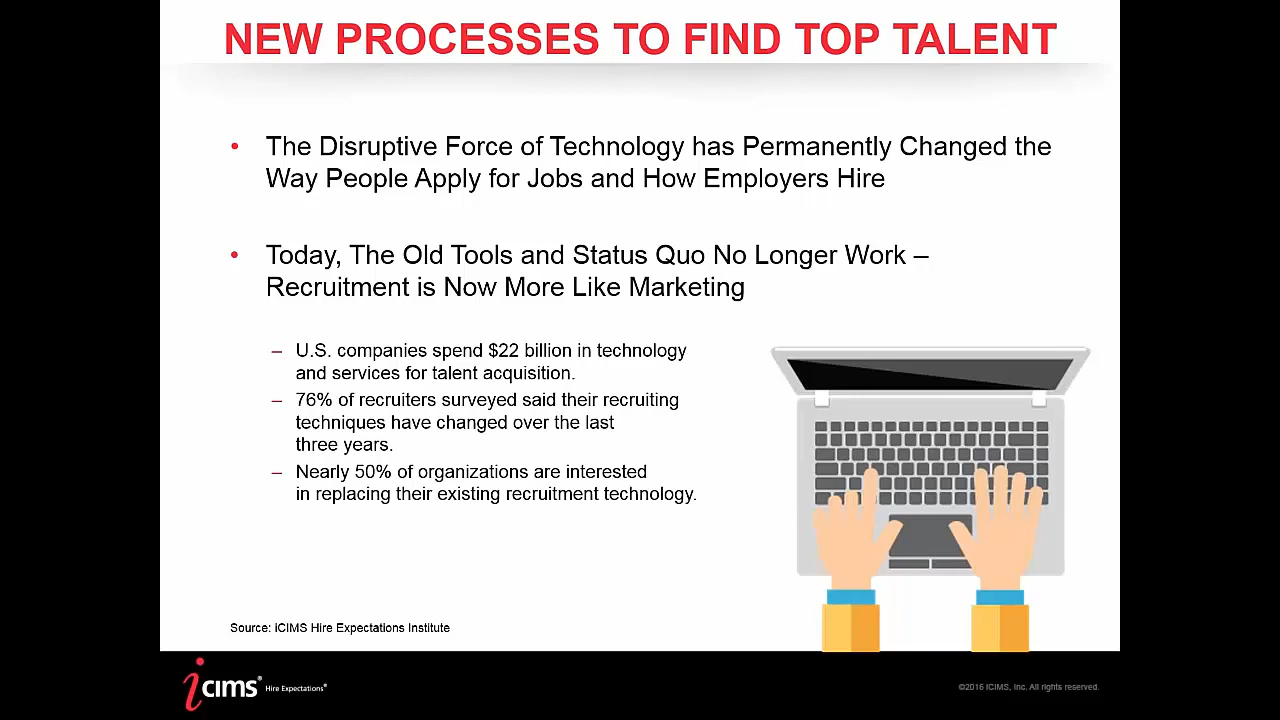 NEW PROCESSES TO FIND TOP TALENT
• The Disruptive Force of Technology has Permanently Changed the
Way People Apply for Jobs and How Employers Hire
• Today, The Old Tools and Status Quo No Longer Work –
Recruitment is Now More Like Marketing
– U.S. companies spend $22 billion in technology
and services for talent acquisition.
– 76% of recruiters surveyed said their recruiting
techniques have changed over the last
three years.
– Nearly 50% of organizations are interested
in replacing their existing recruitment technology.
Source: iCIMS Hire Expectations Institute
iCIMS® Hire Expectations®
©2016 iCIMS, Inc. All rights reserved.